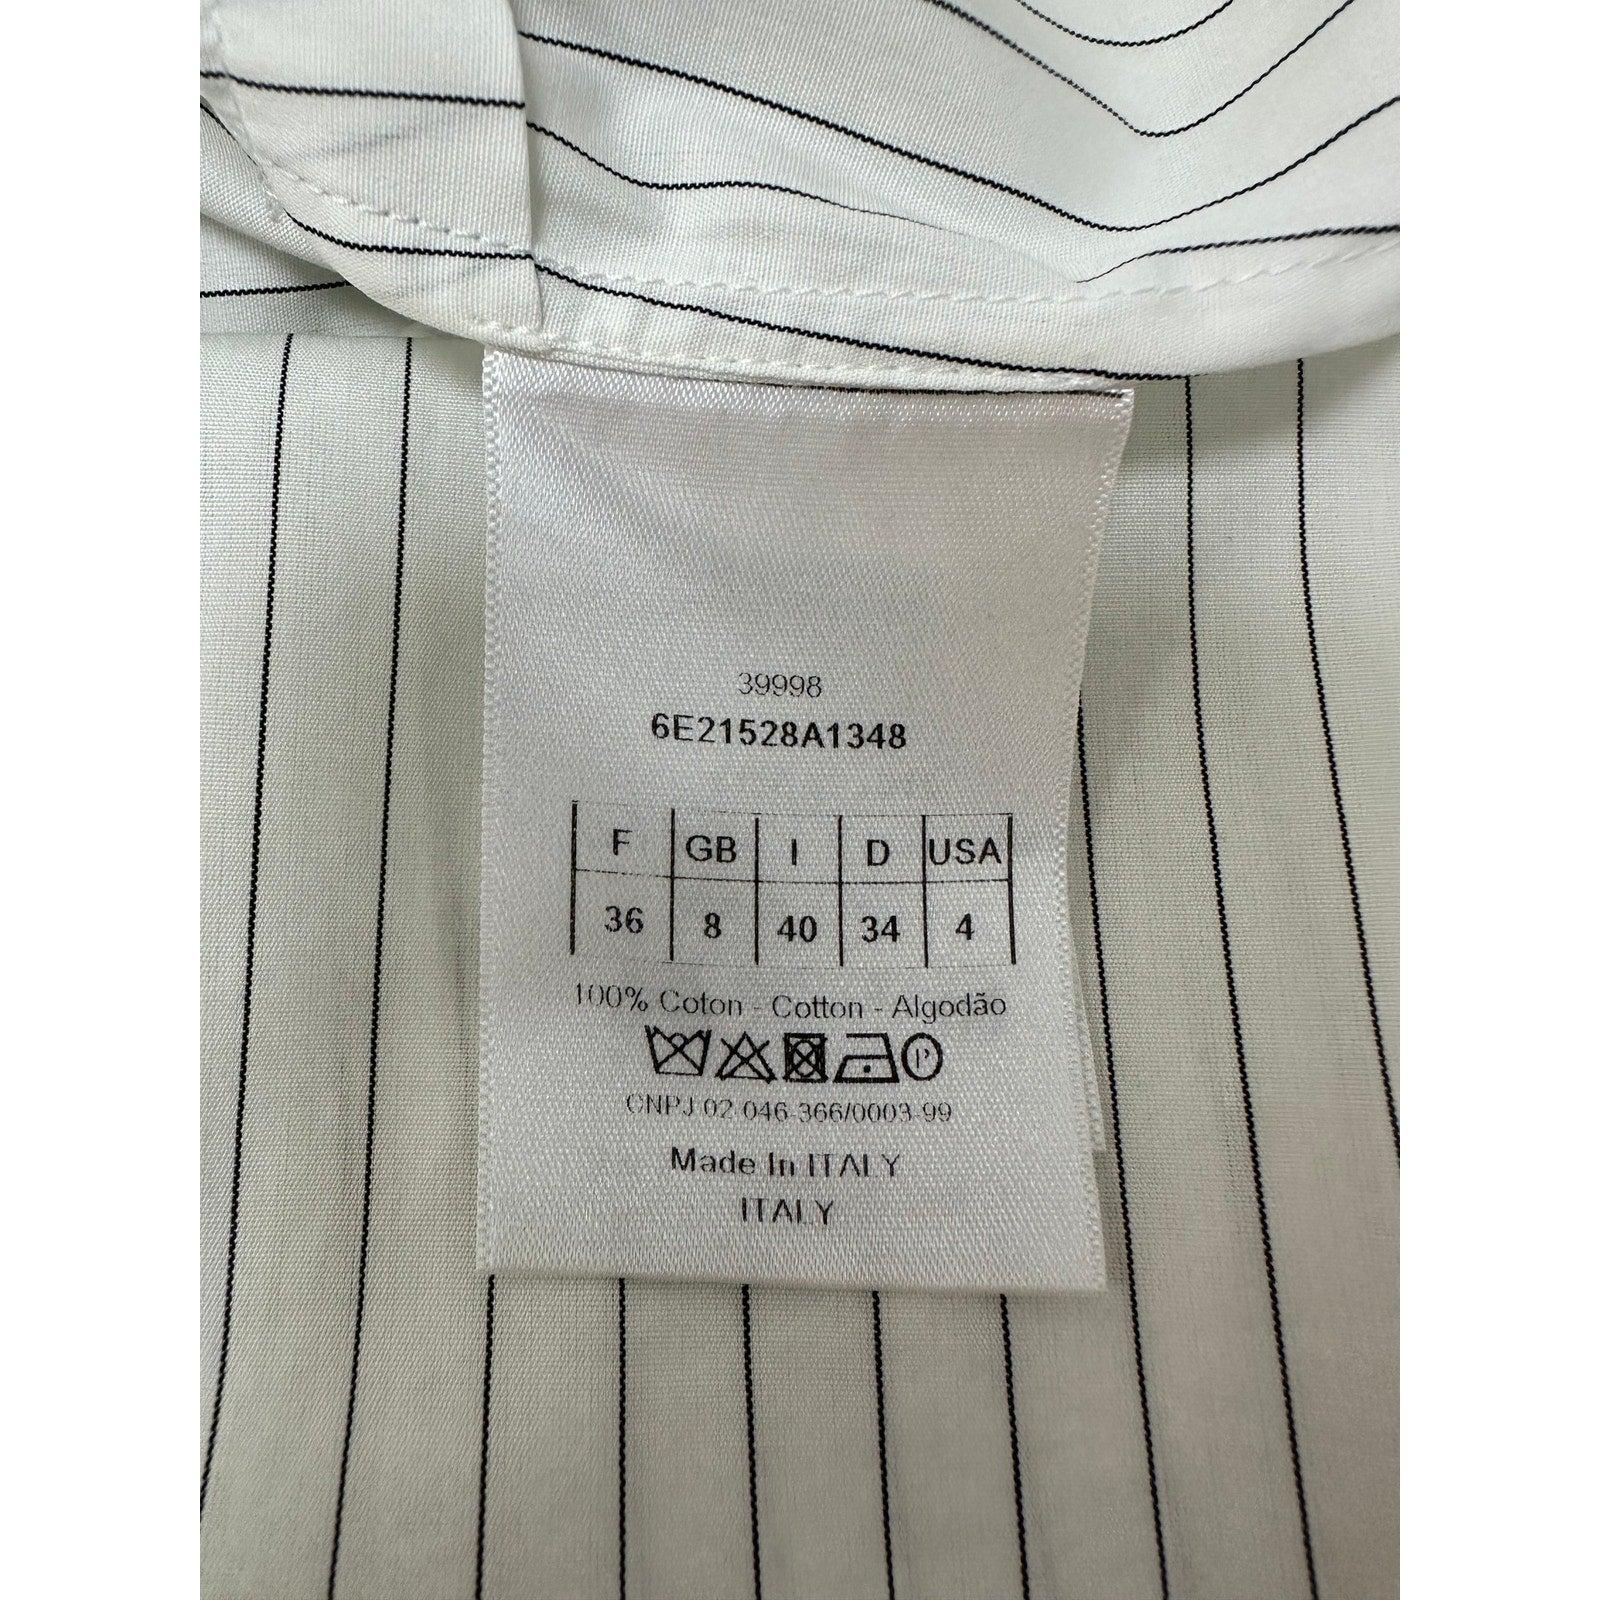 39998
6E21528A1348
F GB I D USA
36 8 40 34 4
100% Coton - Cotton - Algodão
P
CNPJ 02 046-366/0003-99
Made In ITALY
ITALY